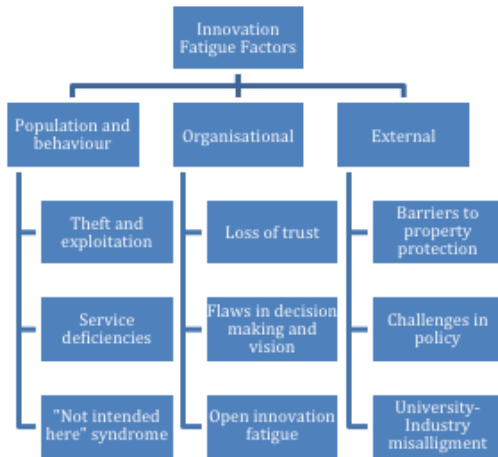 Innovation
Fatigue Factors
Population and
behaviour
Organisational
External
Theft and
exploitation
Service
deficiencies
"Not intended
here" syndrome
Loss of trust
Flaws in decision
making and
vision
Open innovation
fatigue
Barriers to
property
protection
Challenges in
policy
University-
Industry
misalligment